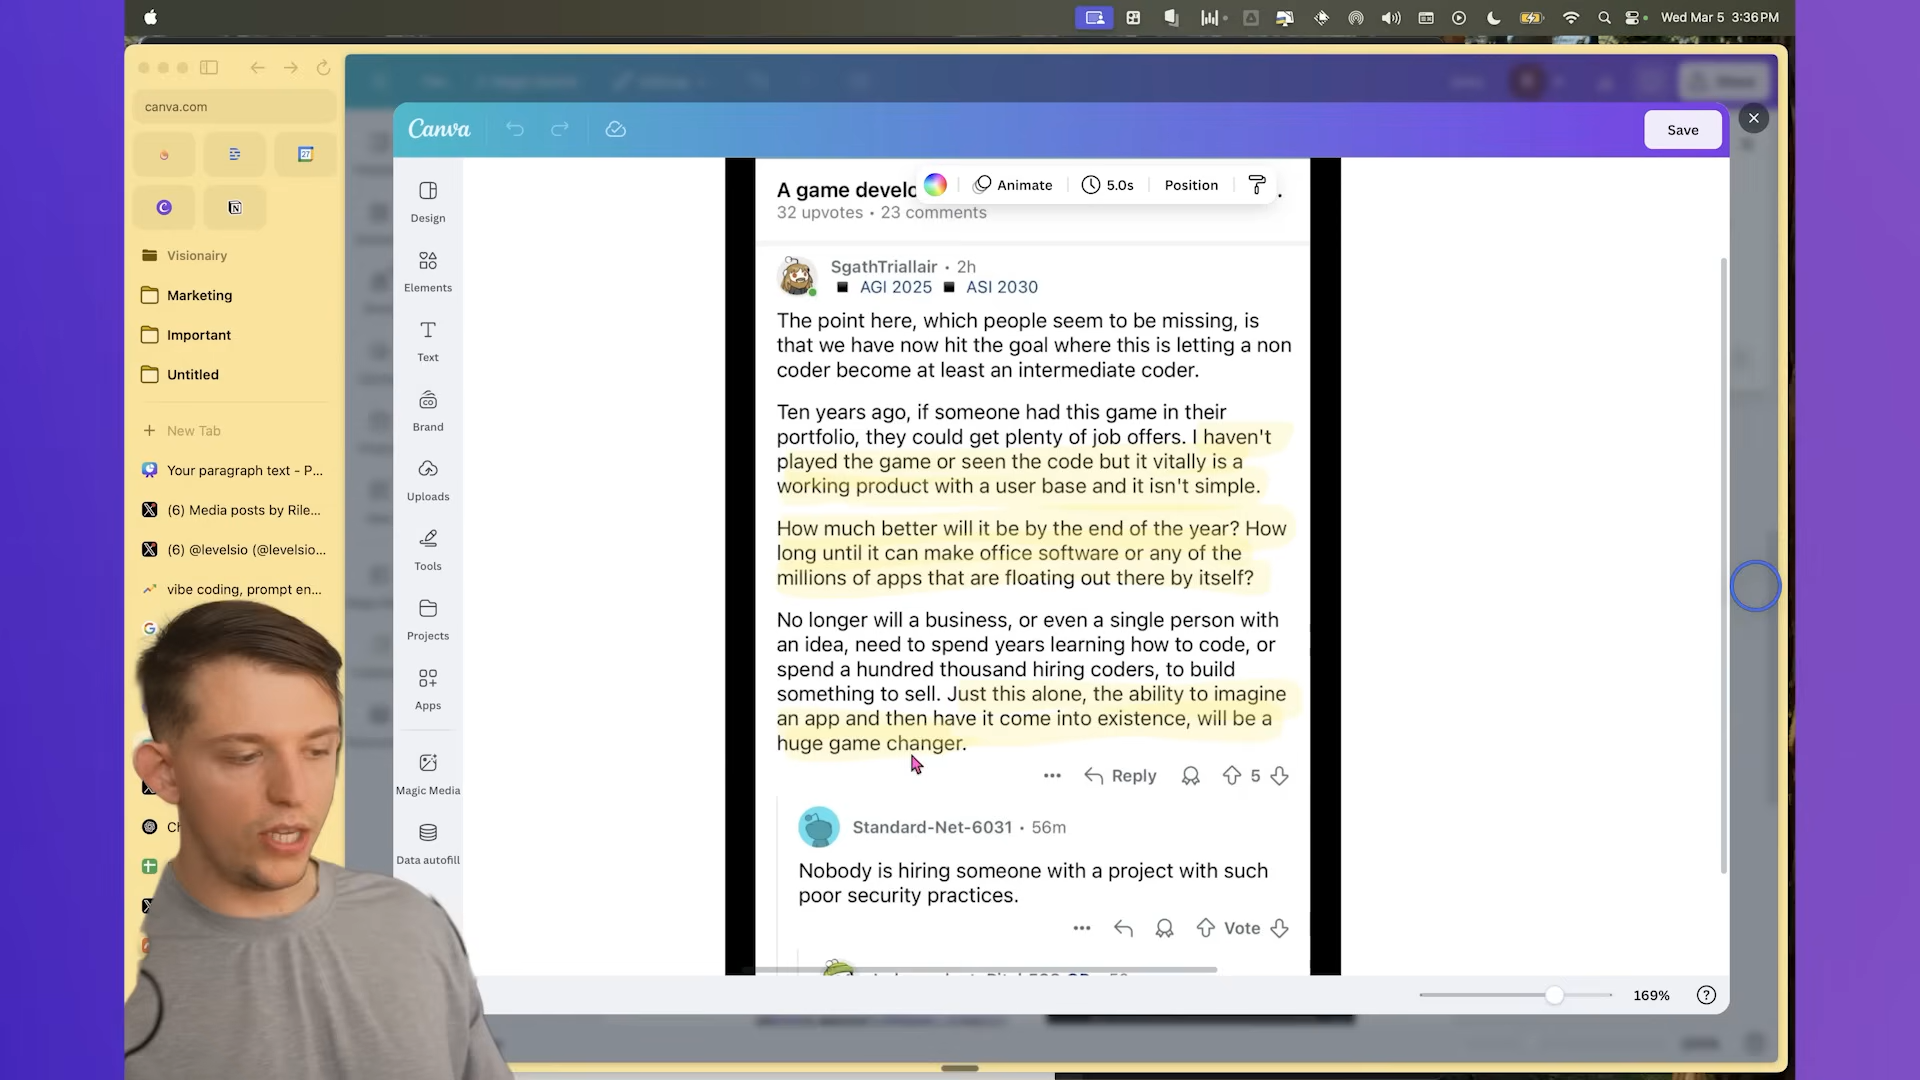 Wed Mar 5 3:36 PM
canva.com
27
Visionairy
Marketing
Important
Untitled
New Tab
Your paragraph text - P...
(6) Media posts by Rile...
(6) @levelsio (@levelsio...
vibe coding, prompt en...
Canva
Save
Design
Elements
Text
Brand
Uploads
Tools
Projects
Apps
Magic Media
Data autofill
Animate
5.0s
Position
A game develo
32 upvotes • 23 comments
SgathTriallair • 2h
AGI 2025 ASI 2030
The point here, which people seem to be missing, is
that we have now hit the goal where this is letting a non
coder become at least an intermediate coder.
Ten years ago, if someone had this game in their
portfolio, they could get plenty of job offers. I haven't
played the game or seen the code but it vitally is a
working product with a user base and it isn't simple.
How much better will it be by the end of the year? How
long until it can make office software or any of the
millions of apps that are floating out there by itself?
No longer will a business, or even a single person with
an idea, need to spend years learning how to code, or
spend a hundred thousand hiring coders, to build
something to sell. Just this alone, the ability to imagine
an app and then have it come into existence, will be a
huge game changer.
Reply 5
Standard-Net-6031 • 56m
Nobody is hiring someone with a project with such
poor security practices.
Vote
169%